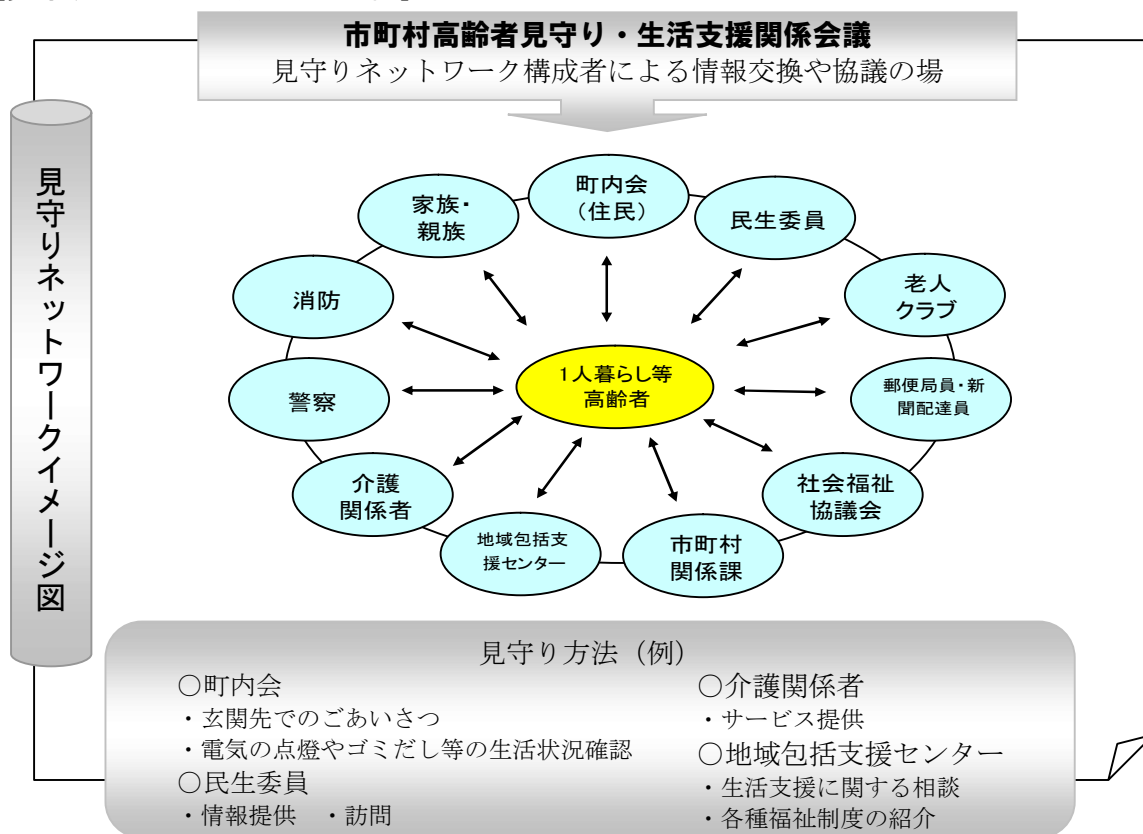 市町村高齢者見守り・生活支援関係会議
見守りネットワーク構成者による情報交換や協議の場
見守りネットワークイメージ図
町内会
(住民)
家族・
親族
民生委員
消防
老人
クラブ
1人暮らし等
高齢者
警察
郵便局員・新
聞配達員
介護
関係者
社会福祉
協議会
地域包括支
援センター
市町村
関係課
見守り方法(例)
○町内会
・玄関先でのごあいさつ
・電気の点燈やゴミだし等の生活状況確認
○民生委員
・情報提供 ・訪問
○介護関係者
・サービス提供
○地域包括支援センター
・生活支援に関する相談
・各種福祉制度の紹介